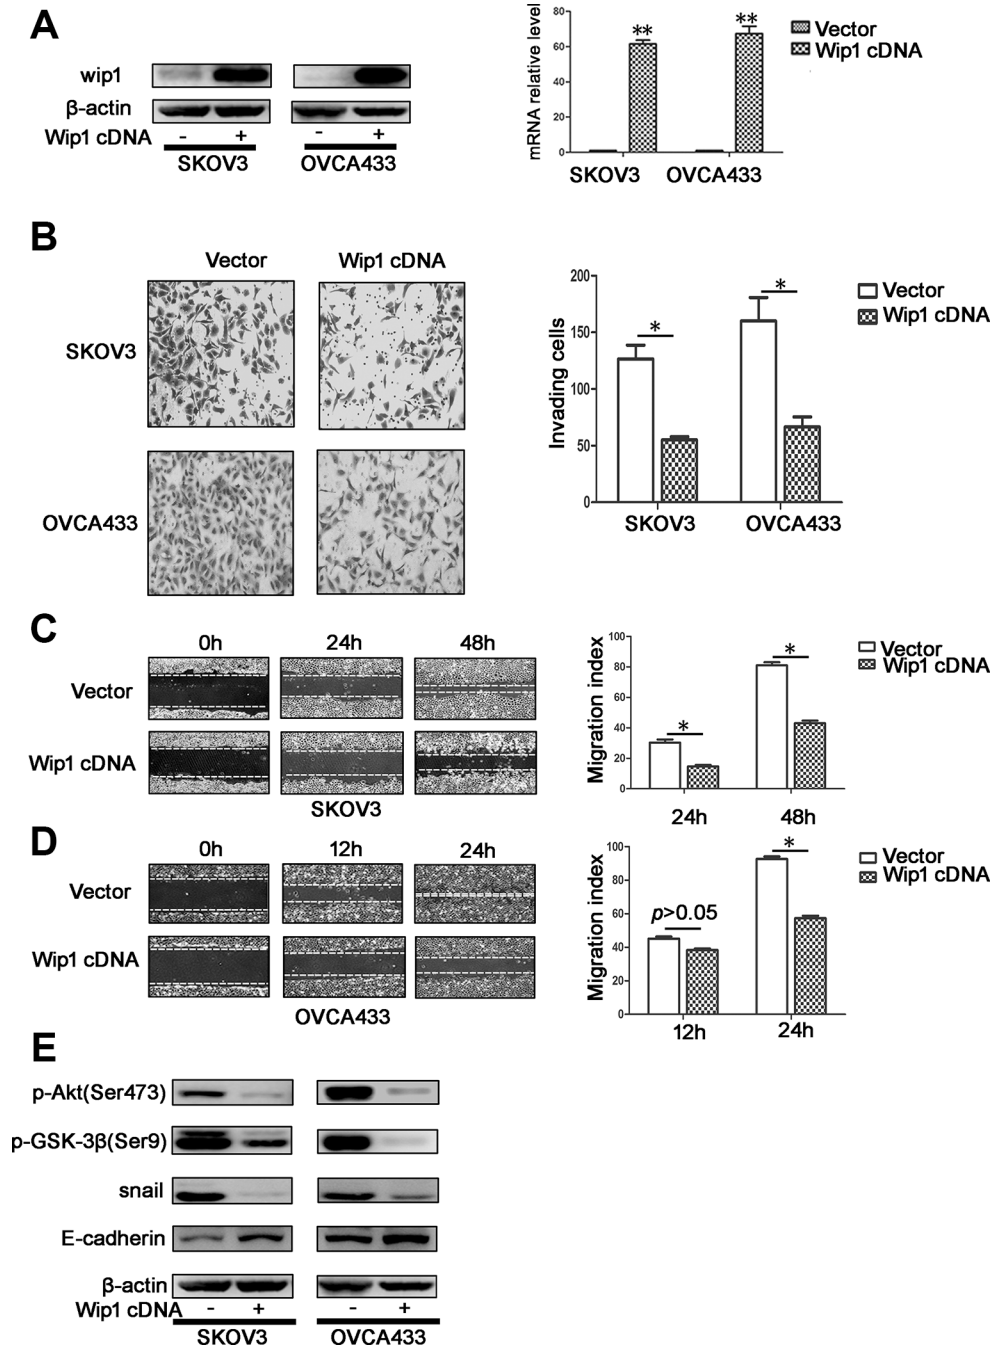 A
wip1
β-actin
Wip1 cDNA - + - +
SKOV3 OVCA433
mRNA relative level
80
60
40
20
0
** **
SKOV3 OVCA433
Vector
Wip1 cDNA
B
Vector Wip1 cDNA
SKOV3
OVCA433
Invading cells
200
150
100
50
0
* *
SKOV3 OVCA433
Vector
Wip1 cDNA
C
0h 24h 48h
Vector
Wip1 cDNA
SKOV3
Migration index
100
80
60
40
20
0
* *
24h 48h
Vector
Wip1 cDNA
D
0h 12h 24h
Vector
Wip1 cDNA
OVCA433
Migration index
100
80
60
40
20
0
p>0.05 *
12h 24h
Vector
Wip1 cDNA
E
p-Akt(Ser473)
p-GSK-3β(Ser9)
snail
E-cadherin
β-actin
Wip1 cDNA - + - +
SKOV3 OVCA433